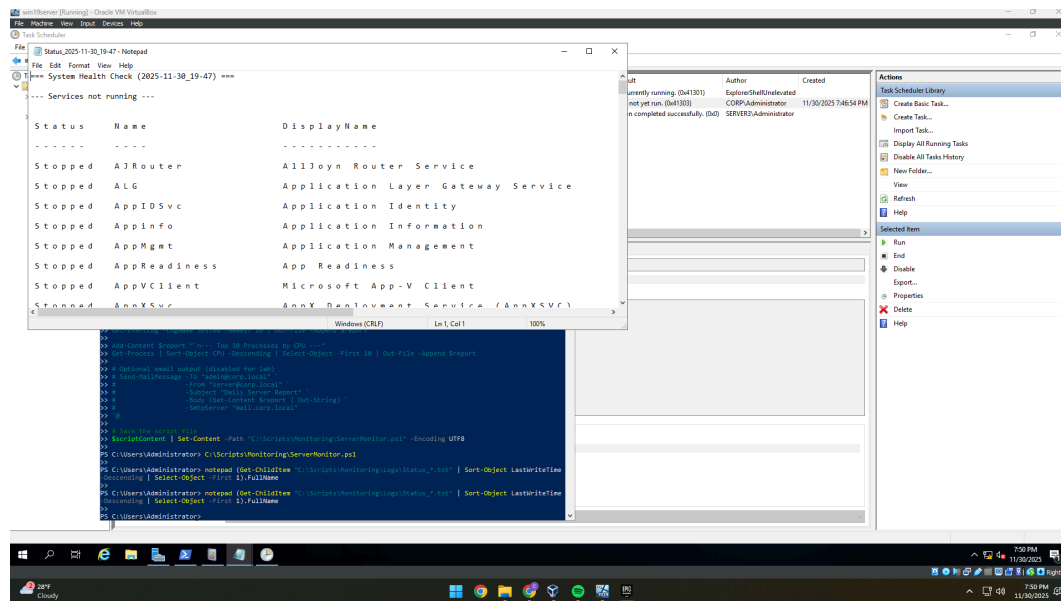 win19server [Running] - Oracle VM VirtualBox
File Machine View Input Devices Help
Task Scheduler
File
Status_2025-11-30_19-47 - Notepad
File Edit Format View Help
=== System Health Check (2025-11-30_19-47) ===
--- Services not running ---
Status Name DisplayName
------ ---- -----------
Stopped AJRouter AllJoyn Router Service
Stopped ALG Application Layer Gateway Service
Stopped AppIDSvc Application Identity
Stopped Appinfo Application Information
Stopped AppMgmt Application Management
Stopped AppReadiness App Readiness
Stopped AppVClient Microsoft App-V Client
Stopped AppXSvc AppX Deployment Service (AppXSVC)
Windows (CRLF) Ln 1, Col 1 100%
ult Author Created
urrently running. (0x41301) ExplorerShellUnelevated
not yet run. (0x41303) CORP\Administrator 11/30/2025 7:46:54 PM
n completed successfully. (0x0) SERVER3\Administrator
Actions
Task Scheduler Library
Create Basic Task...
Create Task...
Import Task...
Display All Running Tasks
Disable All Tasks History
New Folder...
View
Refresh
Help
Selected Item
Run
End
Disable
Export...
Properties
Delete
Help
>>
>> Add-Content $report "`n--- Top 10 Processes by CPU ---"
>> Get-Process | Sort-Object CPU -Descending | Select-Object -First 10 | Out-File -Append $report
>>
>> # Optional email output (disabled for lab)
>> # Send-MailMessage -To "admin@corp.local" `
>> # -From "server@corp.local" `
>> # -Subject "Daily Server Report" `
>> # -Body (Get-Content $report | Out-String) `
>> # -SmtpServer "mail.corp.local"
>> '@
>>
>> # Save the script file
>> $scriptContent | Set-Content -Path "C:\Scripts\Monitoring\ServerMonitor.ps1" -Encoding UTF8
>>
PS C:\Users\Administrator> C:\Scripts\Monitoring\ServerMonitor.ps1
>>
PS C:\Users\Administrator> notepad (Get-ChildItem "C:\Scripts\Monitoring\Logs\Status_*.txt" | Sort-Object LastWriteTime
-Descending | Select-Object -First 1).FullName
>>
PS C:\Users\Administrator> notepad (Get-ChildItem "C:\Scripts\Monitoring\Logs\Status_*.txt" | Sort-Object LastWriteTime
-Descending | Select-Object -First 1).FullName
>>
PS C:\Users\Administrator>
7:50 PM
11/30/2025
Right
2
28°F
Cloudy
7:50 PM
11/30/2025